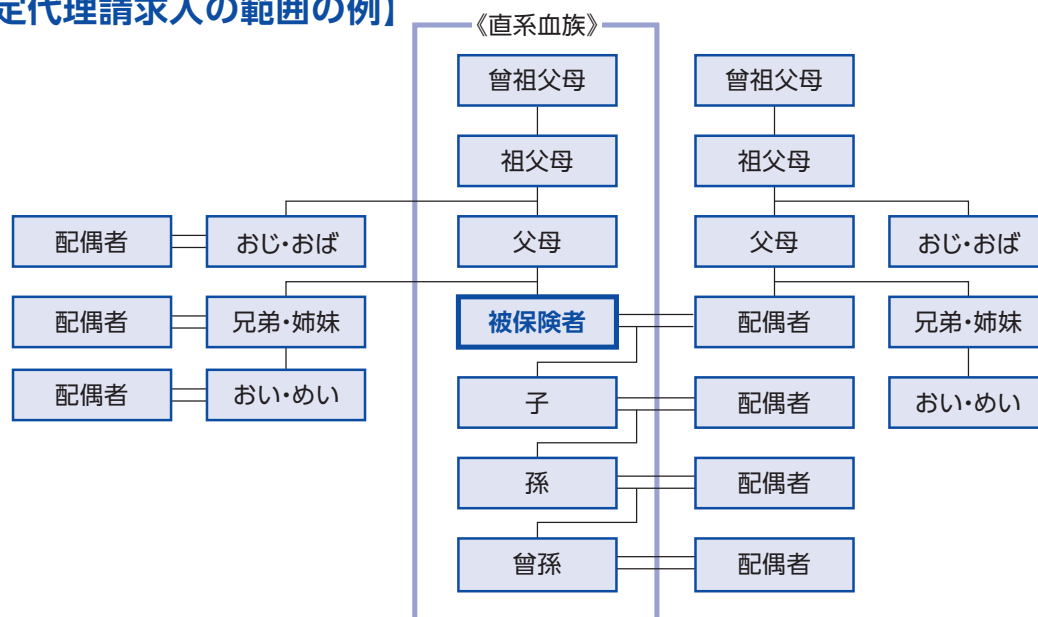 定代理請求人の範囲の例】
《直系血族》
曾祖父母 曾祖父母
祖父母 祖父母
配偶者 おじ・おば 父母 父母 おじ・おば
配偶者 兄弟・姉妹 被保険者 配偶者 兄弟・姉妹
配偶者 おい・めい 子 配偶者 おい・めい
孫 配偶者
曾孫 配偶者